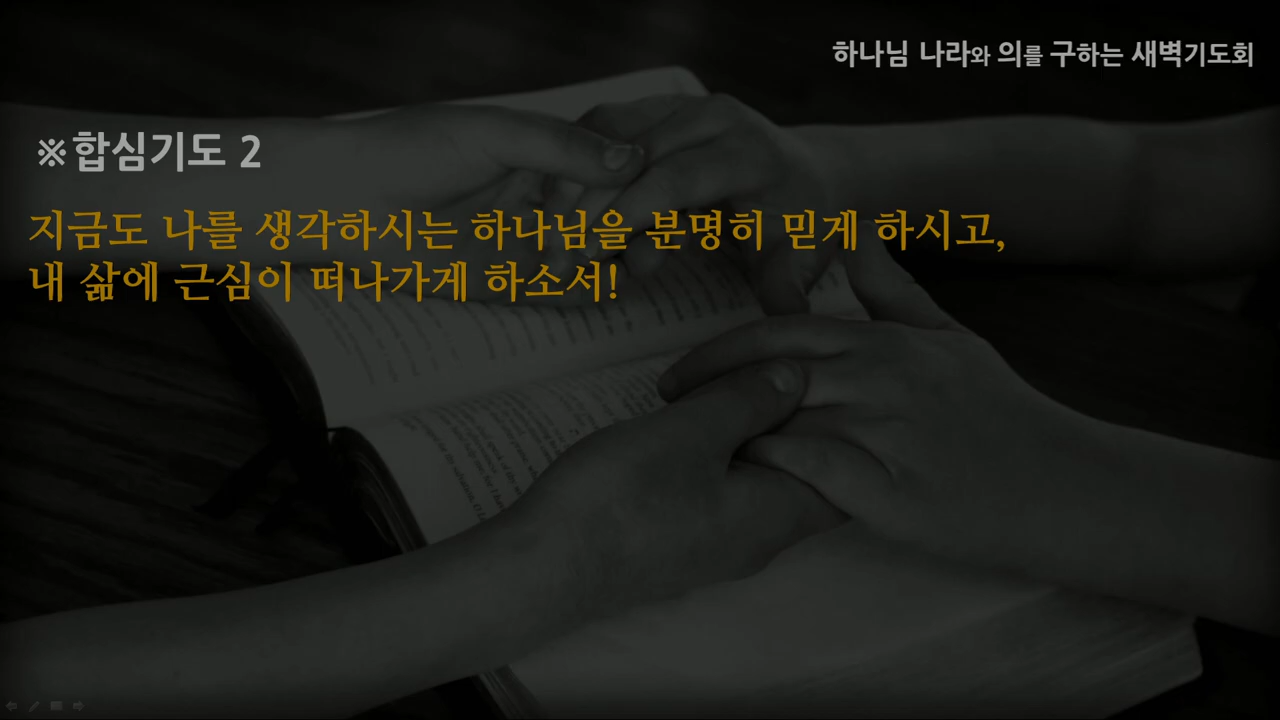 하나님 나라와 의를 구하는 새벽기도회
※합심기도 2
지금도 나를 생각하시는 하나님을 분명히 믿게 하시고,
내 삶에 근심이 떠나가게 하소서!